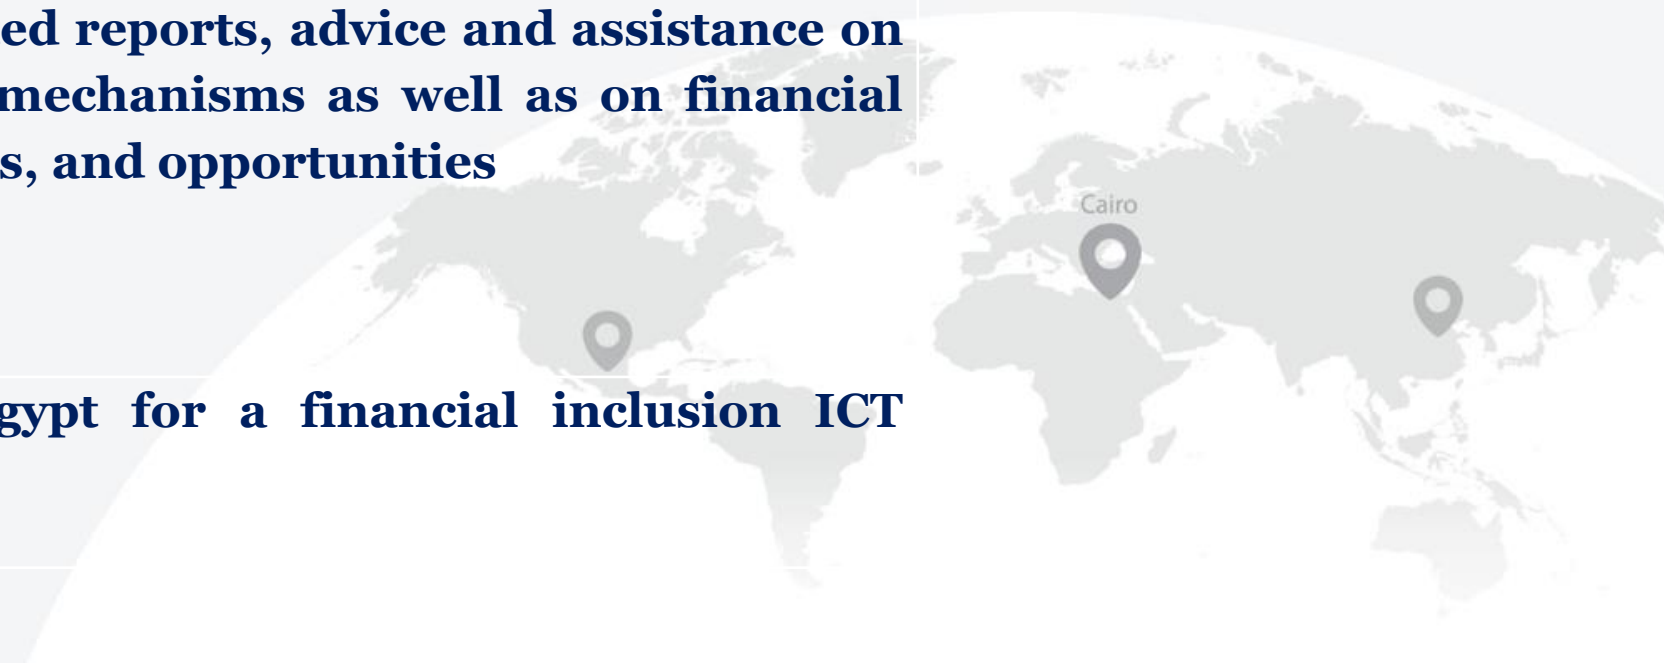 ed reports, advice and assistance on
mechanisms as well as on financial
s, and opportunities
Cairo
gypt for a financial inclusion ICT